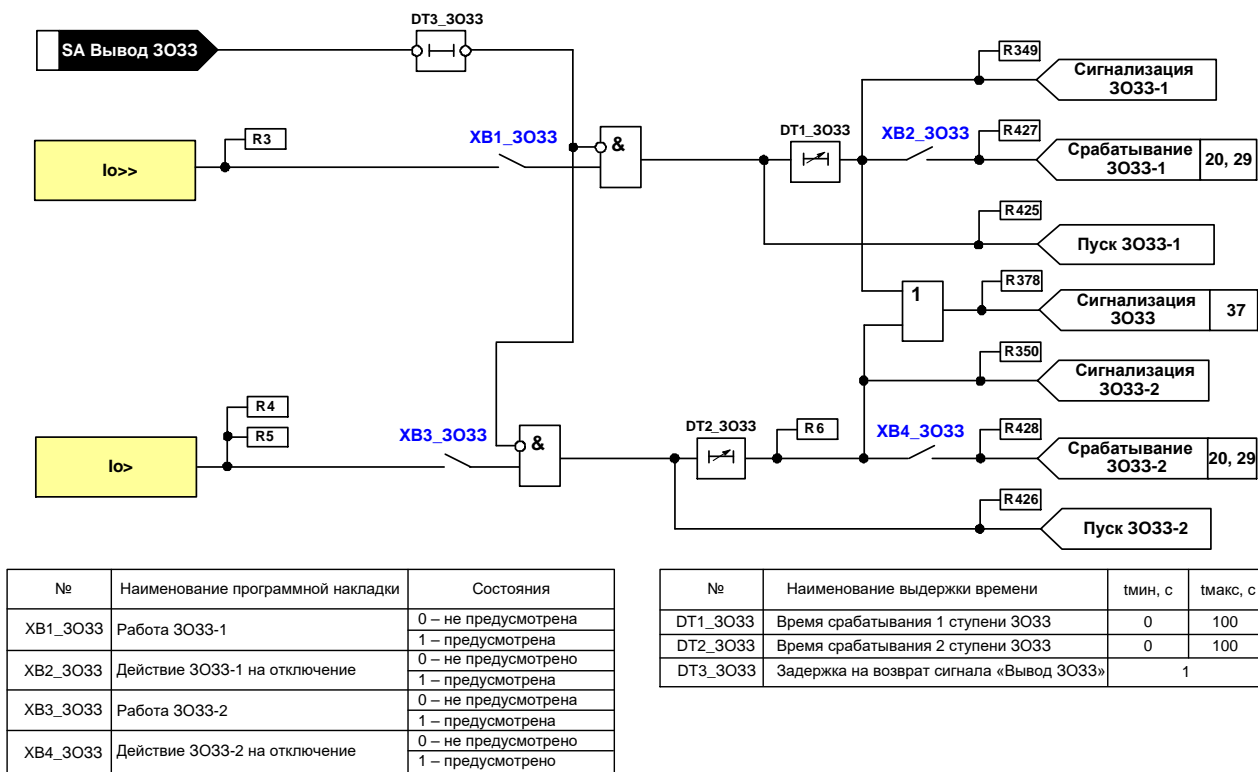 DT3_ЗОЗЗ
SA Вывод ЗОЗЗ
R349
Сигнализация
ЗОЗЗ-1
R3
XB1_ЗОЗЗ
&
DT1_ЗОЗЗ
XB2_ЗОЗЗ
R427
Io>>
Срабатывание
ЗОЗЗ-1
20, 29
R425
Пуск ЗОЗЗ-1
R378
1
Сигнализация
ЗОЗЗ
37
R350
Сигнализация
ЗОЗЗ-2
R4
R5
XB3_ЗОЗЗ
&
DT2_ЗОЗЗ
R6
XB4_ЗОЗЗ
R428
Io>
Срабатывание
ЗОЗЗ-2
20, 29
R426
Пуск ЗОЗЗ-2
№ Наименование программной накладки Состояния
XB1_ЗОЗЗ Работа ЗОЗЗ-1
0 – не предусмотрена
1 – предусмотрена
XB2_ЗОЗЗ Действие ЗОЗЗ-1 на отключение
0 – не предусмотрено
1 – предусмотрена
XB3_ЗОЗЗ Работа ЗОЗЗ-2
0 – не предусмотрена
1 – предусмотрена
XB4_ЗОЗЗ Действие ЗОЗЗ-2 на отключение
0 – не предусмотрено
1 – предусмотрено
№ Наименование выдержки времени tмин, с tмакс, с
DT1_ЗОЗЗ Время срабатывания 1 ступени ЗОЗЗ 0 100
DT2_ЗОЗЗ Время срабатывания 2 ступени ЗОЗЗ 0 100
DT3_ЗОЗЗ Задержка на возврат сигнала «Вывод ЗОЗЗ» 1